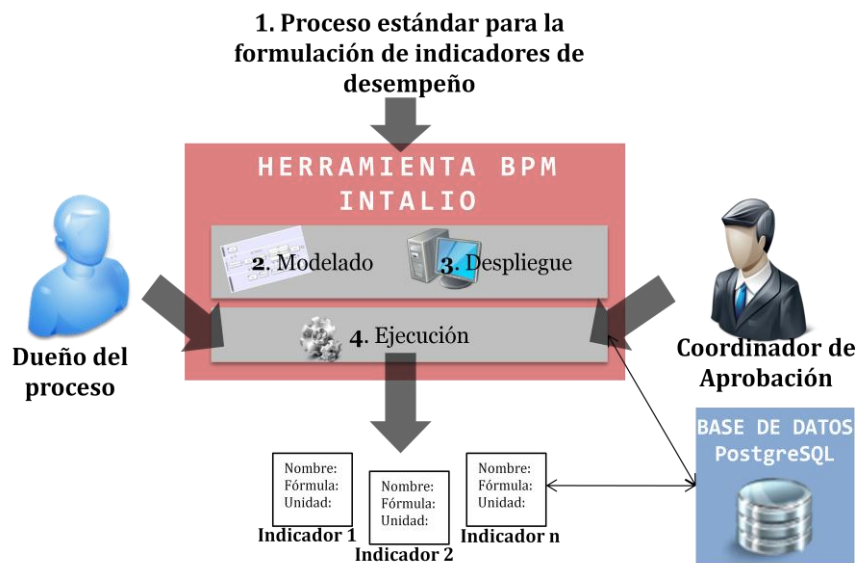 1. Proceso estándar para la
formulación de indicadores de
desempeño
HERRAMIENTA BPM
INTALIO
2. Modelado
3. Despliegue
4. Ejecución
Dueño del
proceso
Coordinador de
Aprobación
BASE DE DATOS
PostgreSQL
Nombre:
Fórmula:
Unidad:
Indicador 1
Nombre:
Fórmula:
Unidad:
Indicador 2
Nombre:
Fórmula:
Unidad:
Indicador n